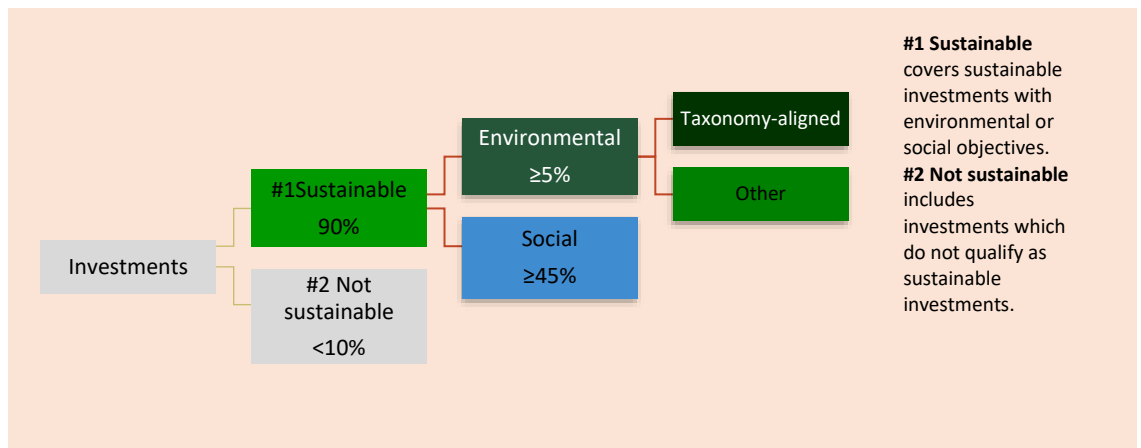 Investments
#1Sustainable
90%
#2 Not
sustainable
<10%
Environmental
≥5%
Social
≥45%
Taxonomy-aligned
Other
#1 Sustainable
covers sustainable
investments with
environmental or
social objectives.
#2 Not sustainable
includes
investments which
do not qualify as
sustainable
investments.